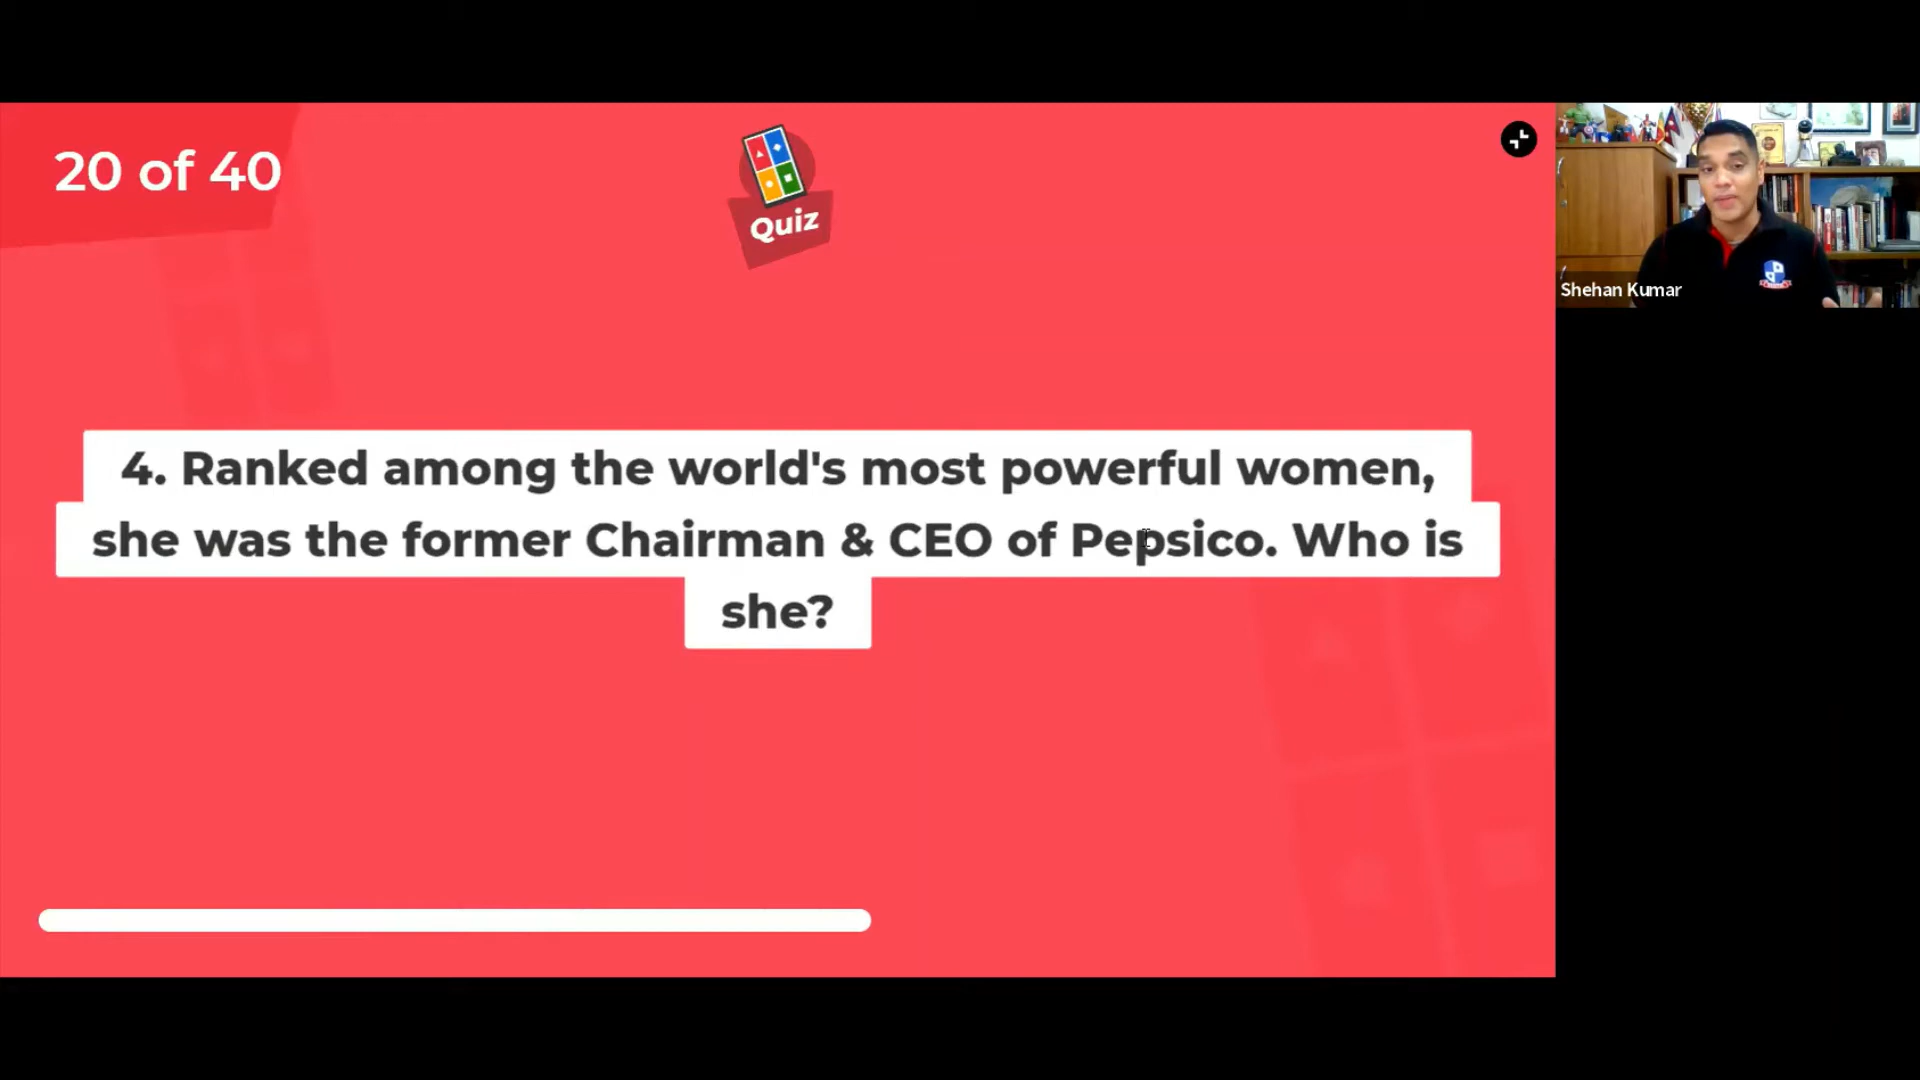 20 of 40
Quiz
4. Ranked among the world's most powerful women,
she was the former Chairman & CEO of Pepsico. Who is
she?
Shehan Kumar